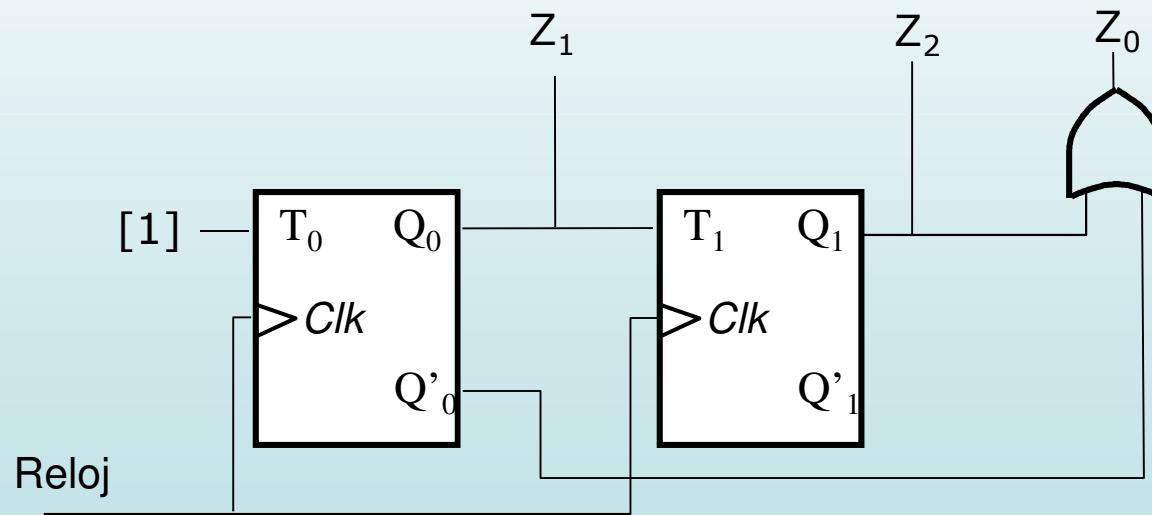 Z₁ Z₂ Z₀
[1] T₀ Q₀ T₁ Q₁
Clk Clk
Q’₀ Q’₁
Reloj